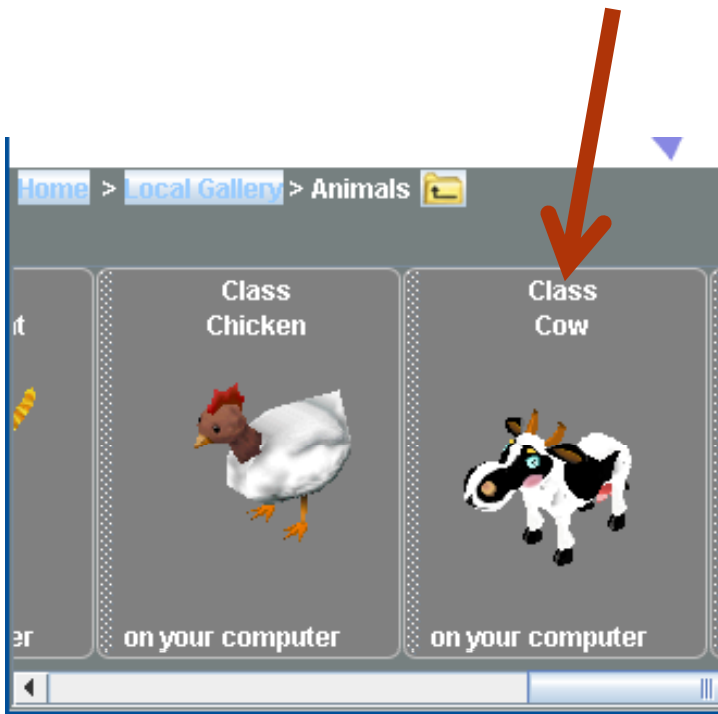 Home > Local Gallery > Animals
Class
Chicken
on your computer
Class
Cow
on your computer